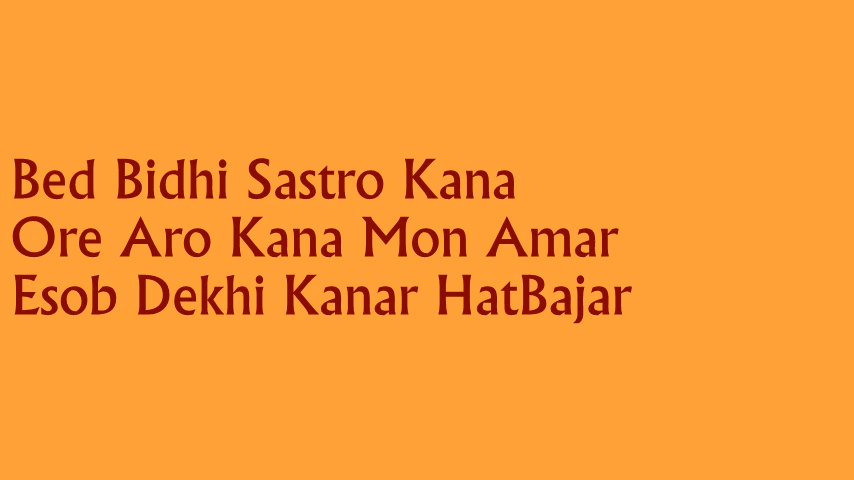 Bed Bidhi Sastro Kana
Ore Aro Kana Mon Amar
Esob Dekhi Kanar HatBajar